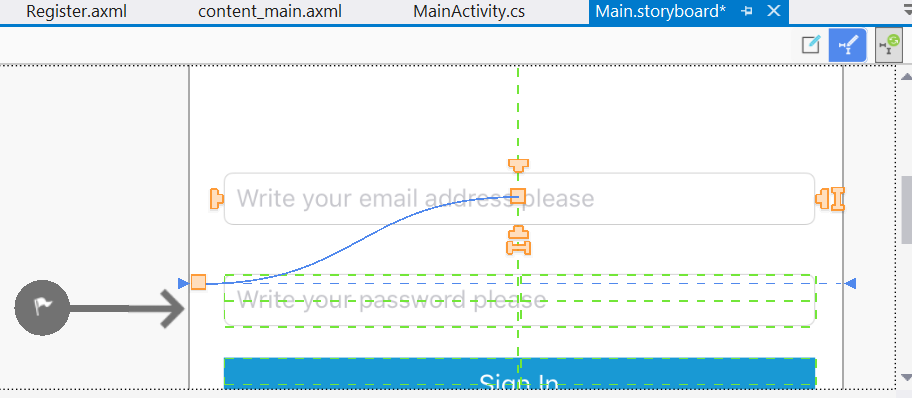 Register.axml content_main.axml MainActivity.cs Main.storyboard*
Write your email address please
Write your password please
Sign In